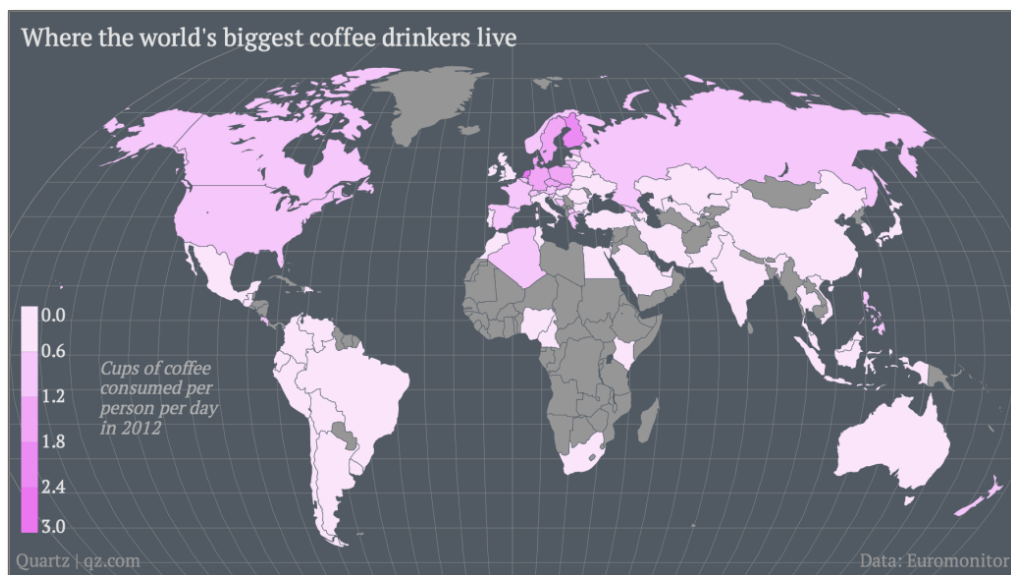 Where the world's biggest coffee drinkers live
0.0
0.6
1.2
1.8
2.4
3.0
Cups of coffee
consumed per
person per day
in 2012
Quartz | qz.com
Data: Euromonitor